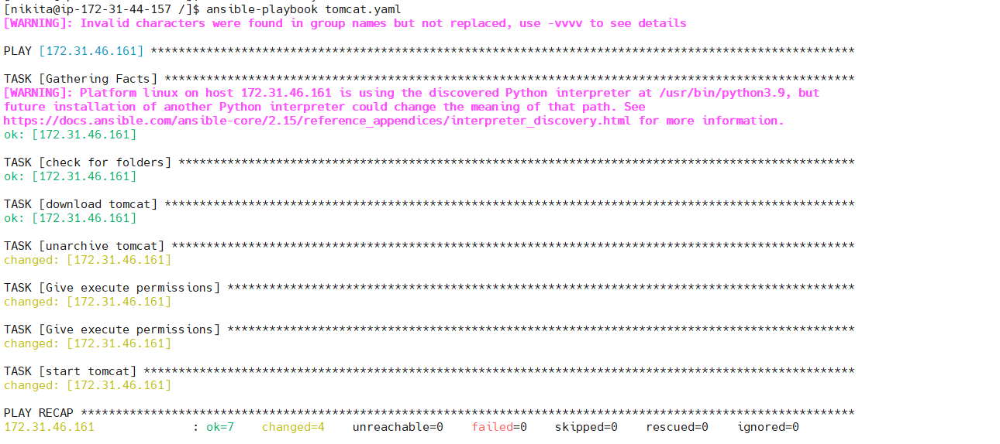 [nikita@ip-172-31-44-157 /]$ ansible-playbook tomcat.yaml
[WARNING]: Invalid characters were found in group names but not replaced, use -vvvv to see details
PLAY [172.31.46.161] *****************************************************************************************************
TASK [Gathering Facts] ***************************************************************************************************
[WARNING]: Platform linux on host 172.31.46.161 is using the discovered Python interpreter at /usr/bin/python3.9, but
future installation of another Python interpreter could change the meaning of that path. See
https://docs.ansible.com/ansible-core/2.15/reference_appendices/interpreter_discovery.html for more information.
ok: [172.31.46.161]
TASK [check for folders] *************************************************************************************************
ok: [172.31.46.161]
TASK [download tomcat] ***************************************************************************************************
ok: [172.31.46.161]
TASK [unarchive tomcat] **************************************************************************************************
changed: [172.31.46.161]
TASK [Give execute permissions] ******************************************************************************************
changed: [172.31.46.161]
TASK [Give execute permissions] ******************************************************************************************
changed: [172.31.46.161]
TASK [start tomcat] ******************************************************************************************************
changed: [172.31.46.161]
PLAY RECAP ***************************************************************************************************************
172.31.46.161              : ok=7    changed=4    unreachable=0    failed=0    skipped=0    rescued=0    ignored=0